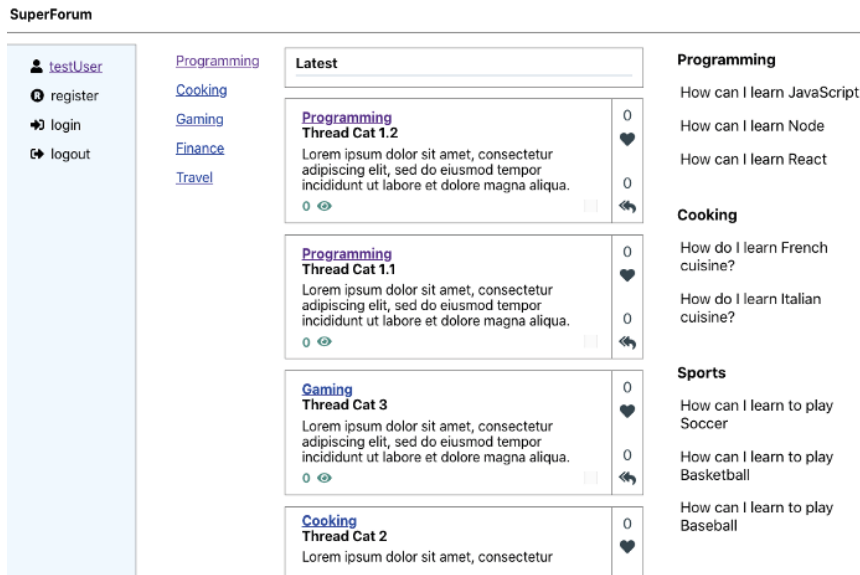 SuperForum
testUser
register
login
logout
Programming
Cooking
Gaming
Finance
Travel
Latest
Programming
Thread Cat 1.2
Lorem ipsum dolor sit amet, consectetur
adipiscing elit, sed do eiusmod tempor
incididunt ut labore et dolore magna aliqua.
0
0
0
Programming
Thread Cat 1.1
Lorem ipsum dolor sit amet, consectetur
adipiscing elit, sed do eiusmod tempor
incididunt ut labore et dolore magna aliqua.
0
0
0
Gaming
Thread Cat 3
Lorem ipsum dolor sit amet, consectetur
adipiscing elit, sed do eiusmod tempor
incididunt ut labore et dolore magna aliqua.
0
0
0
Cooking
Thread Cat 2
Lorem ipsum dolor sit amet, consectetur
0
Programming
How can I learn JavaScript
How can I learn Node
How can I learn React
Cooking
How do I learn French
cuisine?
How do I learn Italian
cuisine?
Sports
How can I learn to play
Soccer
How can I learn to play
Basketball
How can I learn to play
Baseball